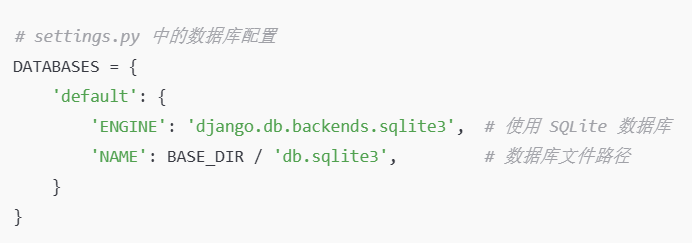 # settings.py 中的数据库配置
DATABASES = {
    'default': {
        'ENGINE': 'django.db.backends.sqlite3',  # 使用 SQLite 数据库
        'NAME': BASE_DIR / 'db.sqlite3',         # 数据库文件路径
    }
}